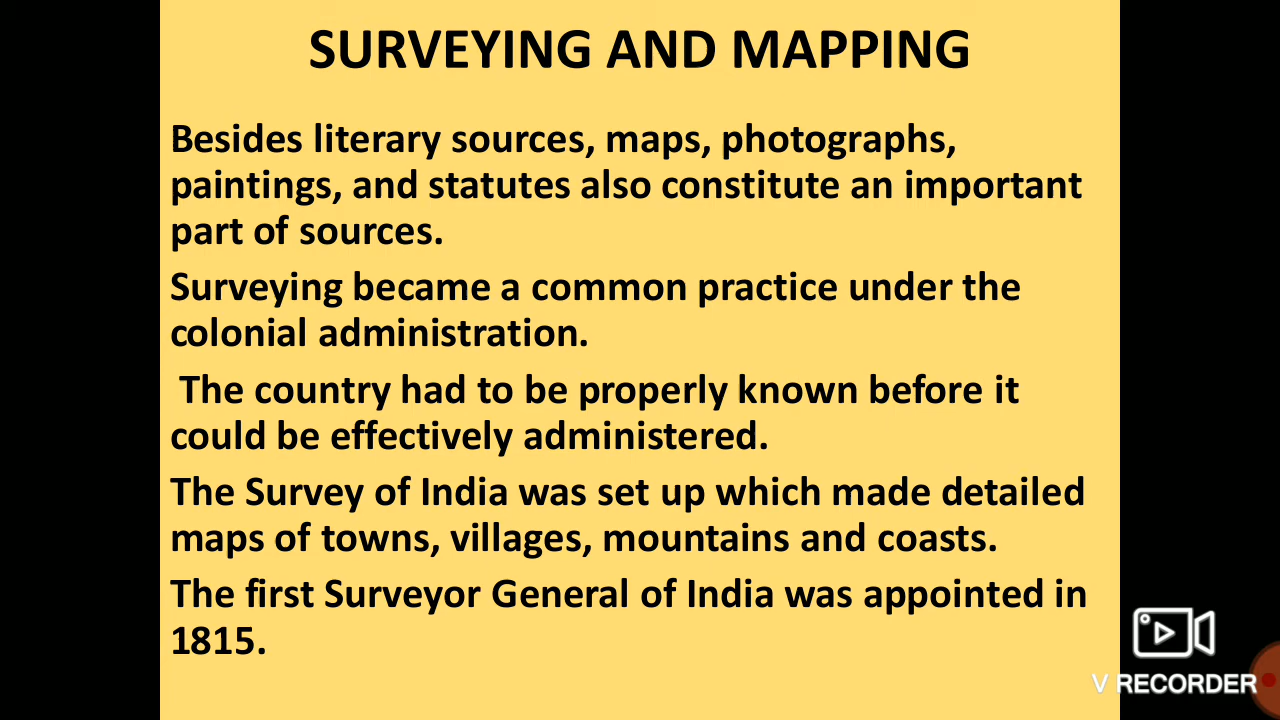 SURVEYING AND MAPPING
Besides literary sources, maps, photographs,
paintings, and statutes also constitute an important
part of sources.
Surveying became a common practice under the
colonial administration.
The country had to be properly known before it
could be effectively administered.
The Survey of India was set up which made detailed
maps of towns, villages, mountains and coasts.
The first Surveyor General of India was appointed in
1815.
V RECORDER